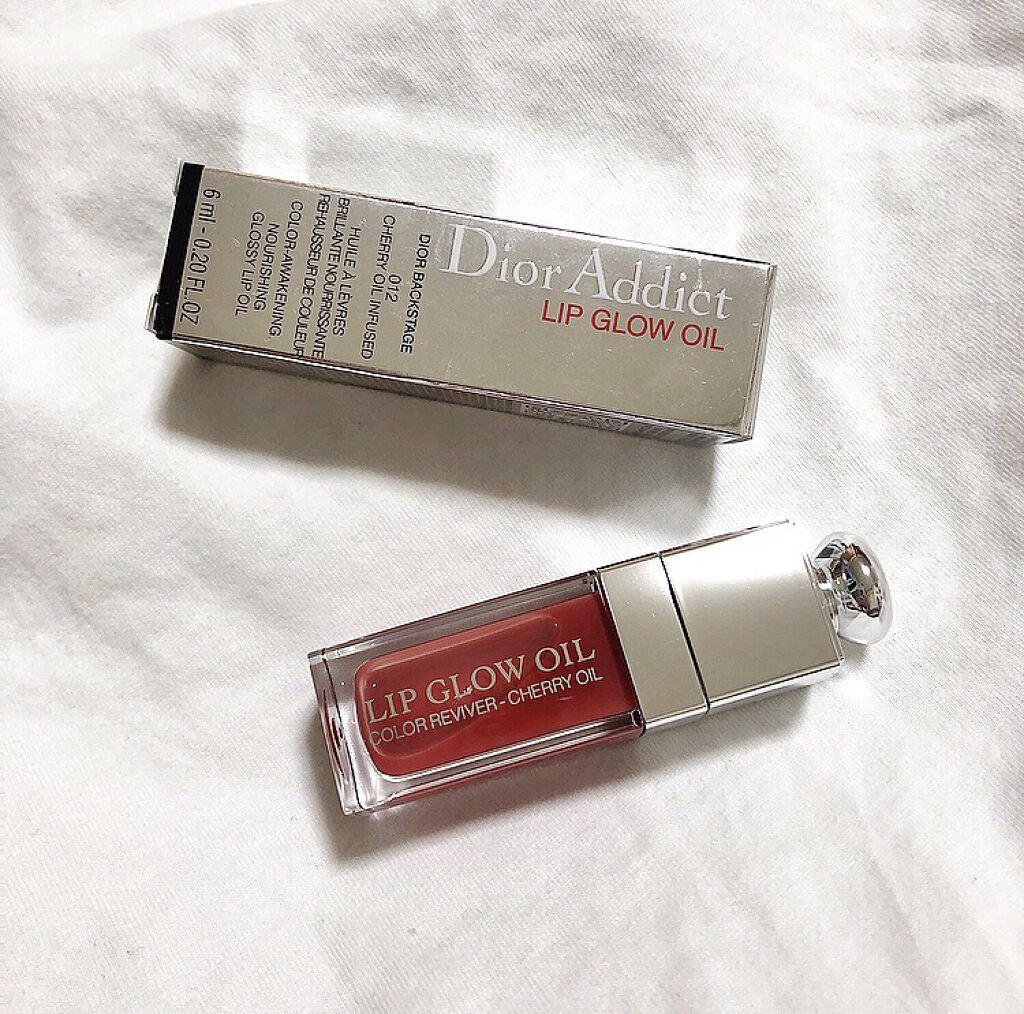 Dior Addict
LIP GLOW OIL
DIOR BACKSTAGE
012
CHERRY OIL INFUSED
HUILE À LÈVRES
BRILLANTE NOURRISSANTE
REHAUSSEUR DE COULEUR
COLOR-AWAKENING,
NOURISHING
GLOSSY LIP OIL
6 ml - 0.20 FL.OZ
LIP GLOW OIL
COLOR REVIVER - CHERRY OIL